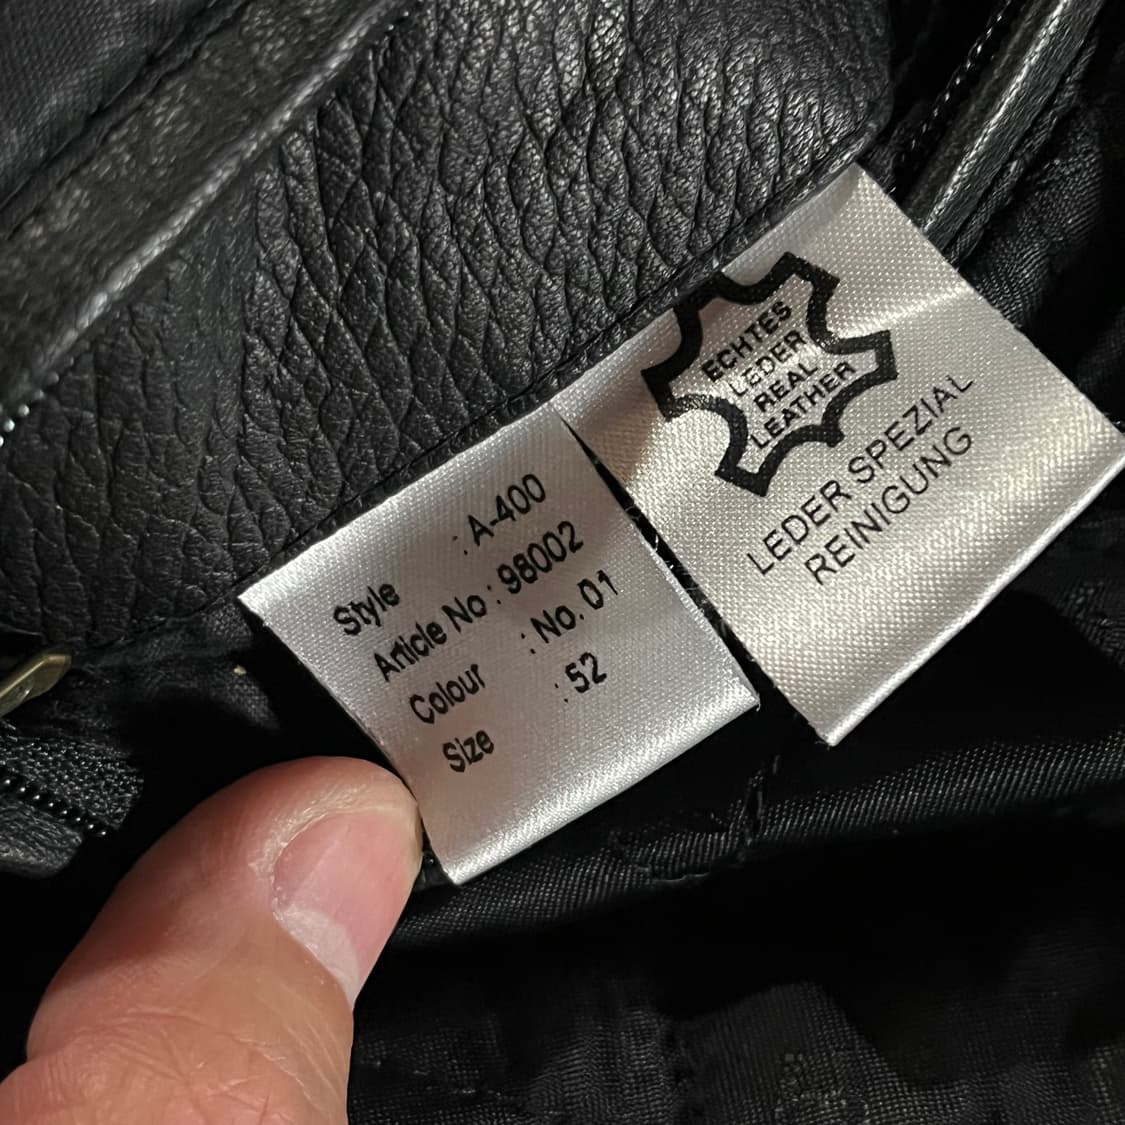 Style : A-400
Article No : 98002
Colour : No. 01
Size : 52
ECHTES
LEDER
REAL
LEATHER
LEDER SPEZIAL
REINIGUNG